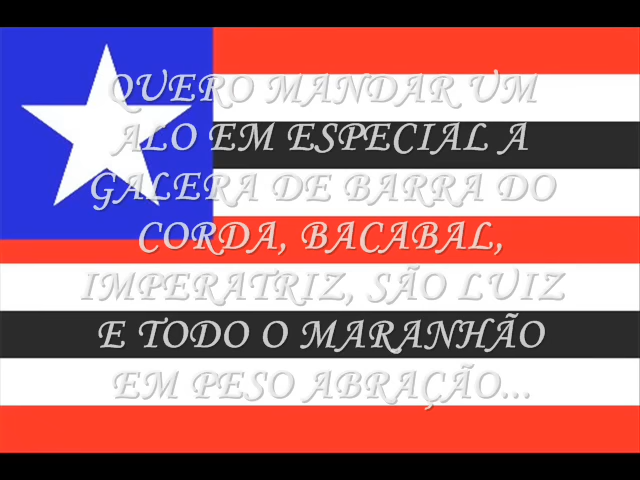 QUERO MANDAR UM
ALO EM ESPECIAL A
GALERA DE BARRA DO
CORDA, BACABAL,
IMPERATRIZ, SÃO LUIZ
E TODO O MARANHÃO
EM PESO ABRAÇÃO...